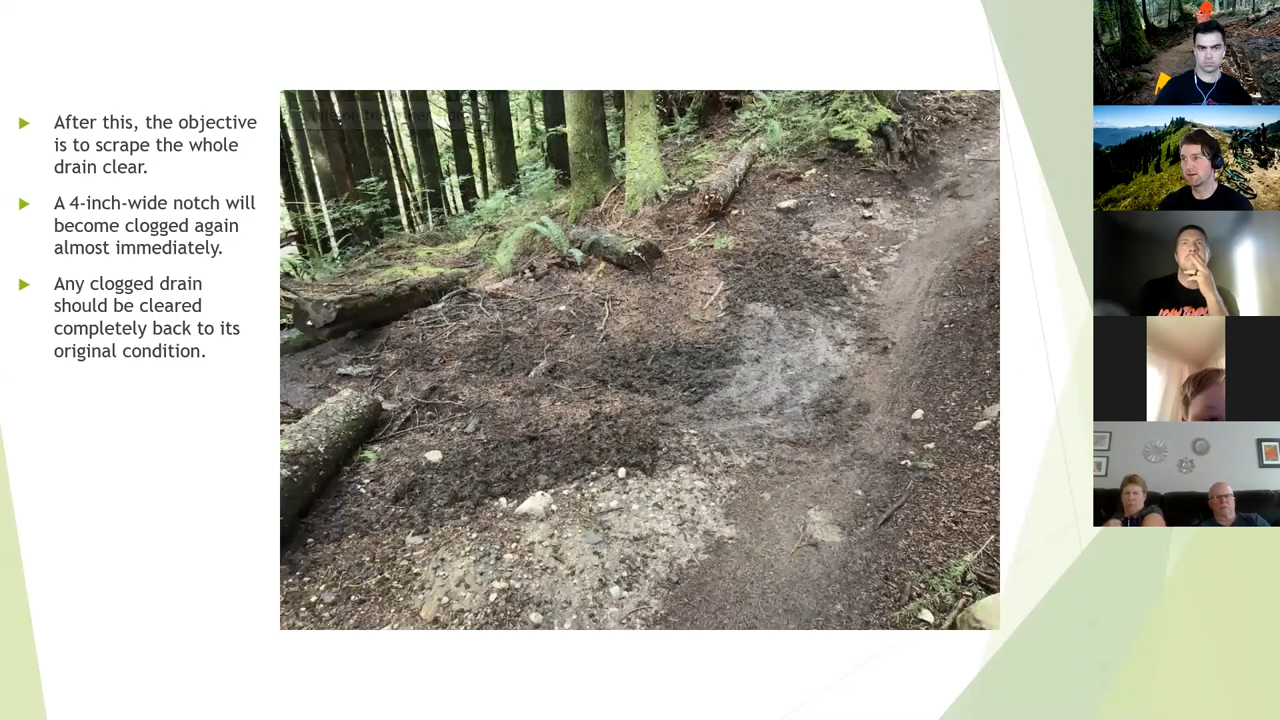 After this, the objective
is to scrape the whole
drain clear.
A 4-inch-wide notch will
become clogged again
almost immediately.
Any clogged drain
should be cleared
completely back to its
original condition.